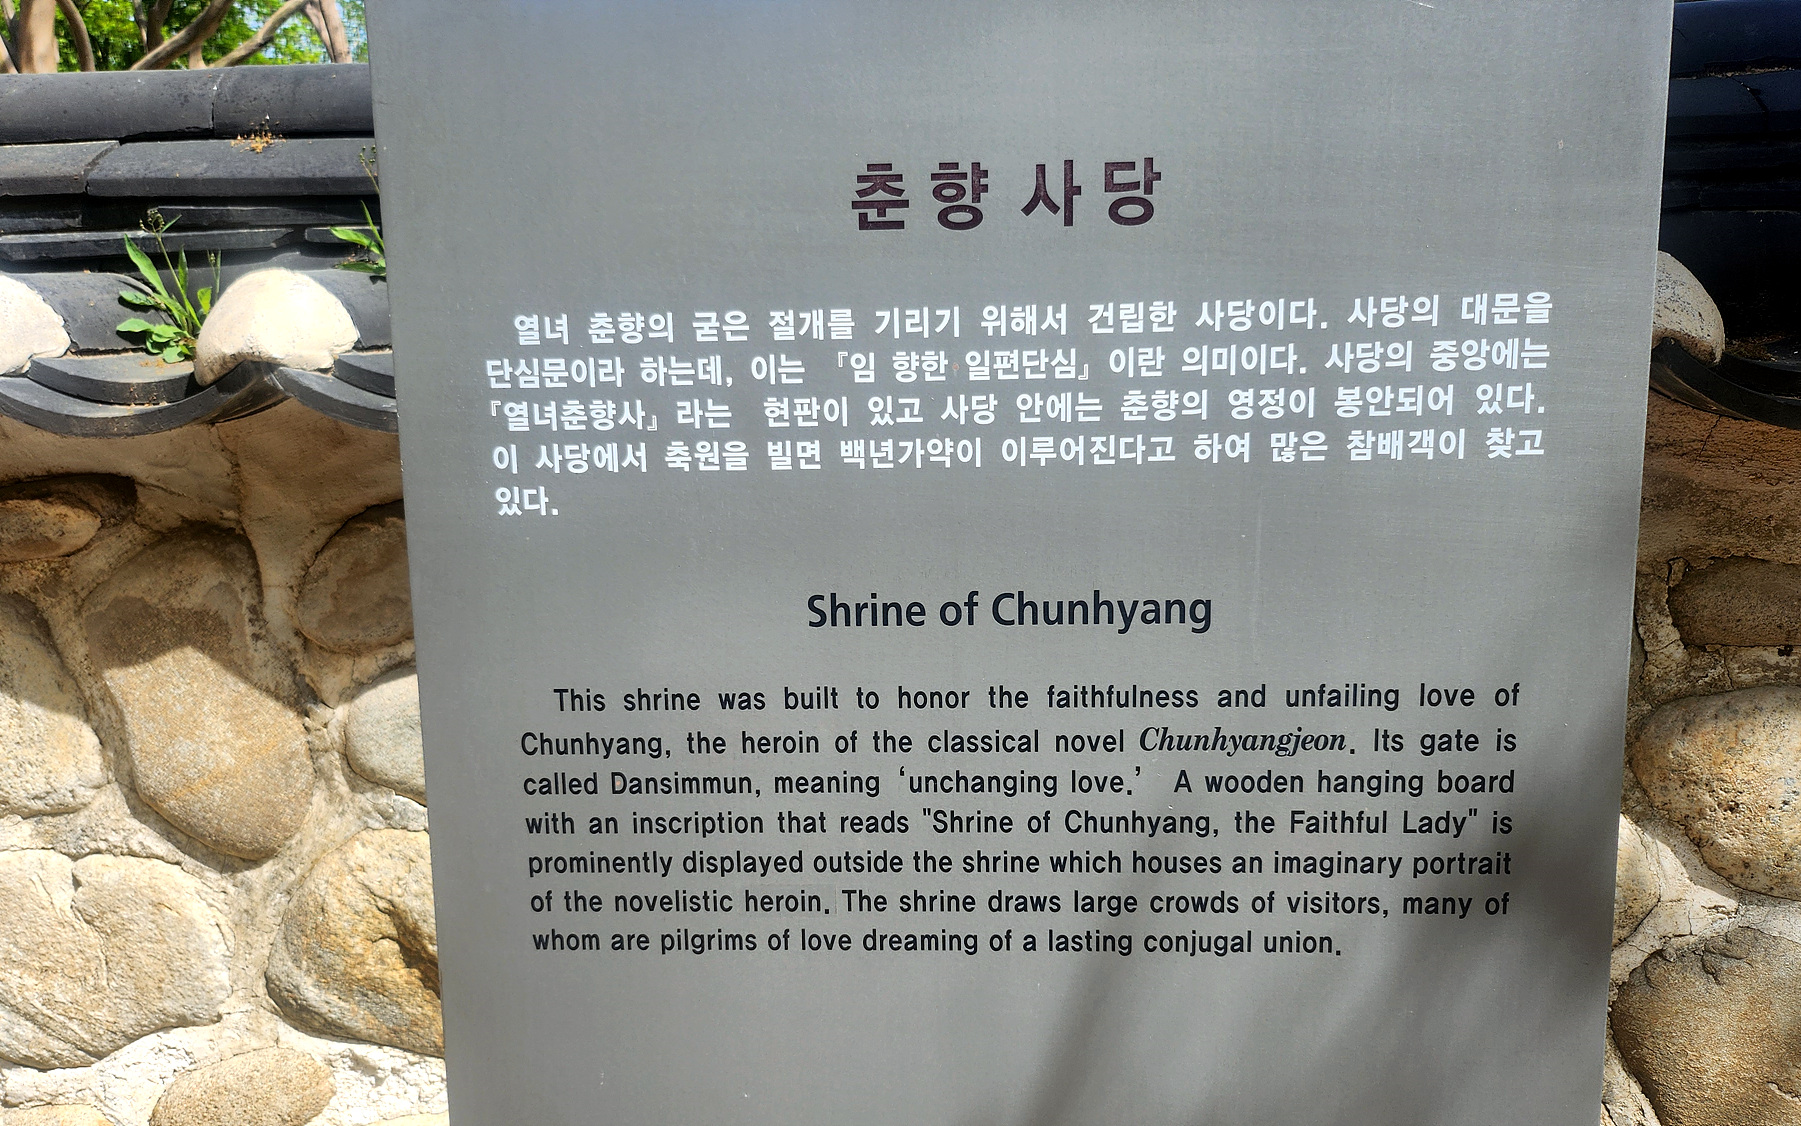 춘향사당
열녀 춘향의 굳은 절개를 기리기 위해서 건립한 사당이다. 사당의 대문을
단심문이라 하는데, 이는 『임 향한 일편단심』이란 의미이다. 사당의 중앙에는
『열녀춘향사』라는 현판이 있고 사당 안에는 춘향의 영정이 봉안되어 있다.
이 사당에서 축원을 빌면 백년가약이 이루어진다고 하여 많은 참배객이 찾고
있다.
Shrine of Chunhyang
This shrine was built to honor the faithfulness and unfailing love of
Chunhyang, the heroin of the classical novel Chunhyangjeon. Its gate is
called Dansimmun, meaning ‘unchanging love.’ A wooden hanging board
with an inscription that reads "Shrine of Chunhyang, the Faithful Lady" is
prominently displayed outside the shrine which houses an imaginary portrait
of the novelistic heroin. The shrine draws large crowds of visitors, many of
whom are pilgrims of love dreaming of a lasting conjugal union.